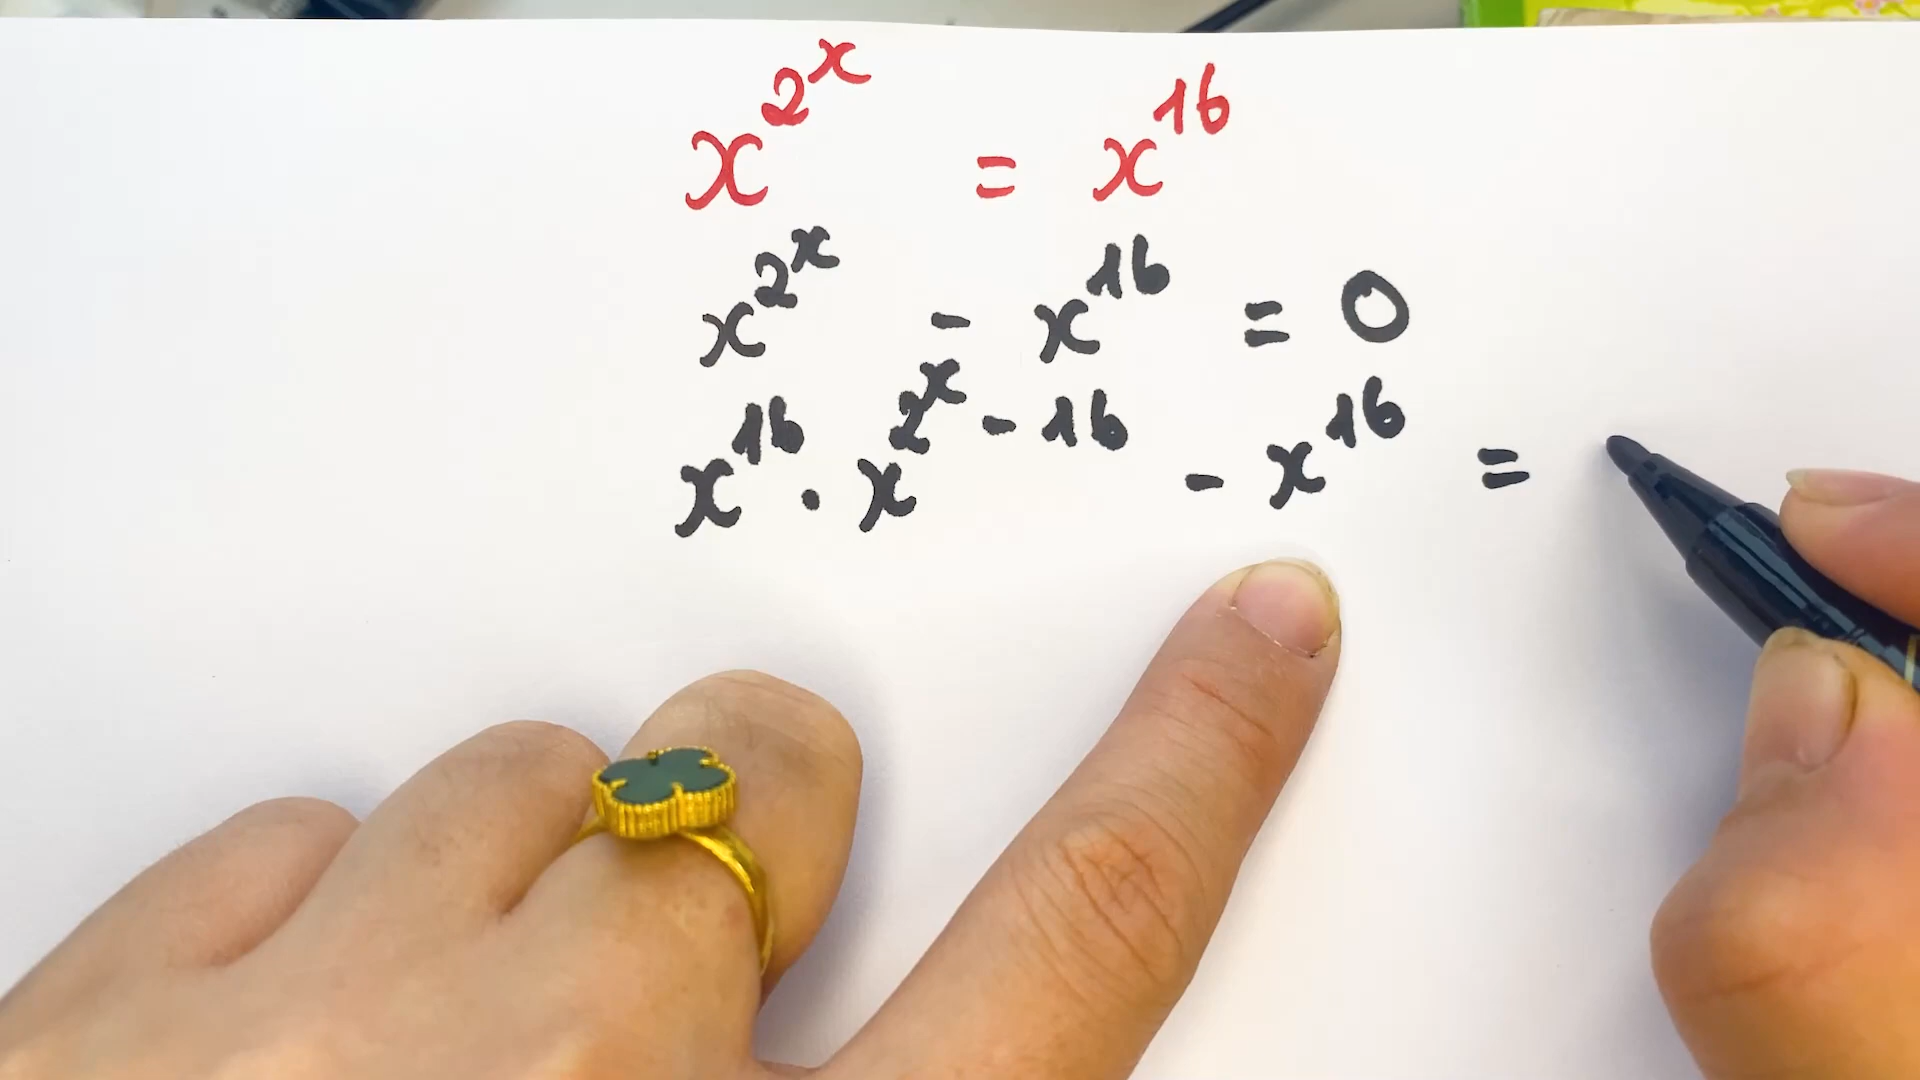 x^{2^x} = x^{16}
x^{2^x} - x^{16} = 0
x^{16} · x^{2^x - 16} - x^{16} =